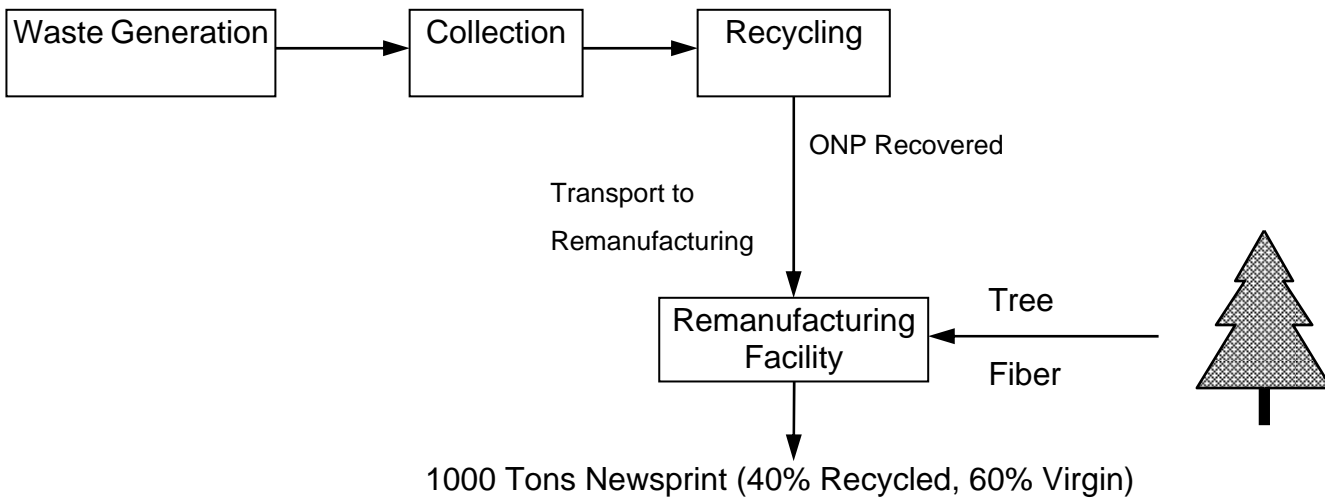 Waste Generation
Collection
Recycling
ONP Recovered
Transport to
Remanufacturing
Remanufacturing
Facility
Tree
Fiber
1000 Tons Newsprint (40% Recycled, 60% Virgin)